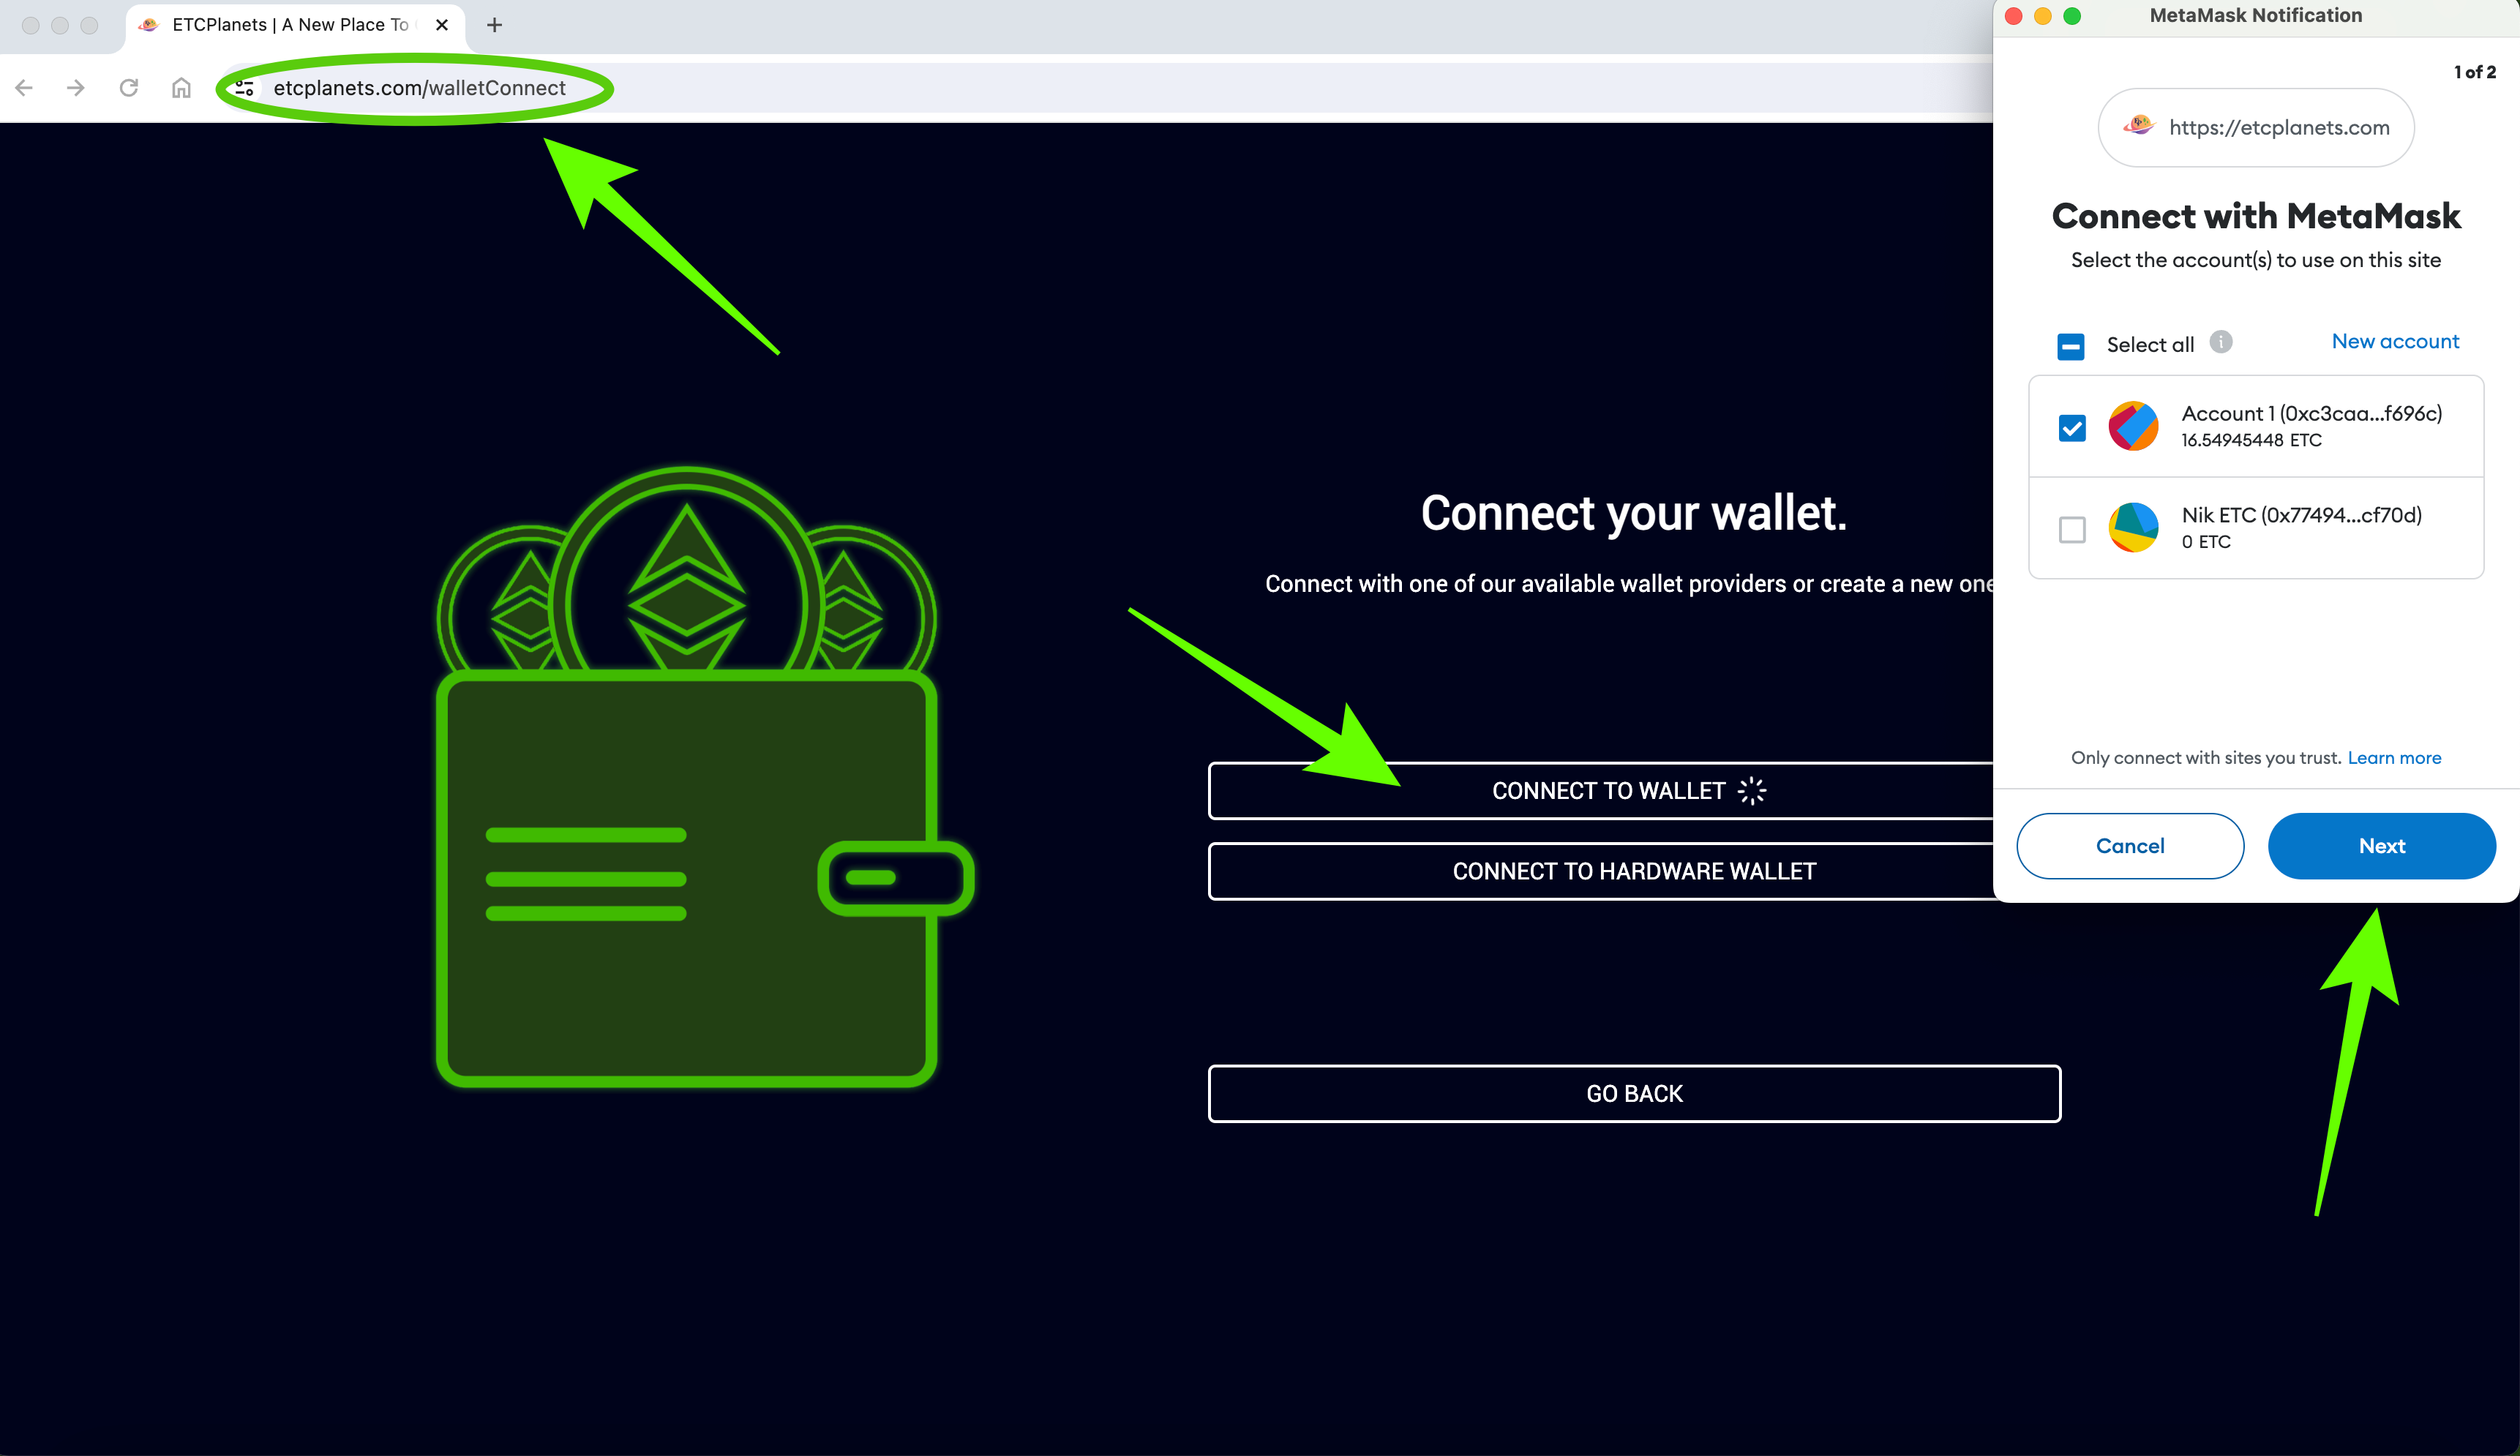 ETCPlanets | A New Place To
etcplanets.com/walletConnect
Connect your wallet.
Connect with one of our available wallet providers or create a new one
CONNECT TO WALLET
CONNECT TO HARDWARE WALLET
GO BACK
MetaMask Notification
1 of 2
https://etcplanets.com
Connect with MetaMask
Select the account(s) to use on this site
Select all
New account
Account 1 (0xc3caa...f696c)
16.54945448 ETC
Nik ETC (0x77494...cf70d)
0 ETC
Only connect with sites you trust. Learn more
Cancel
Next